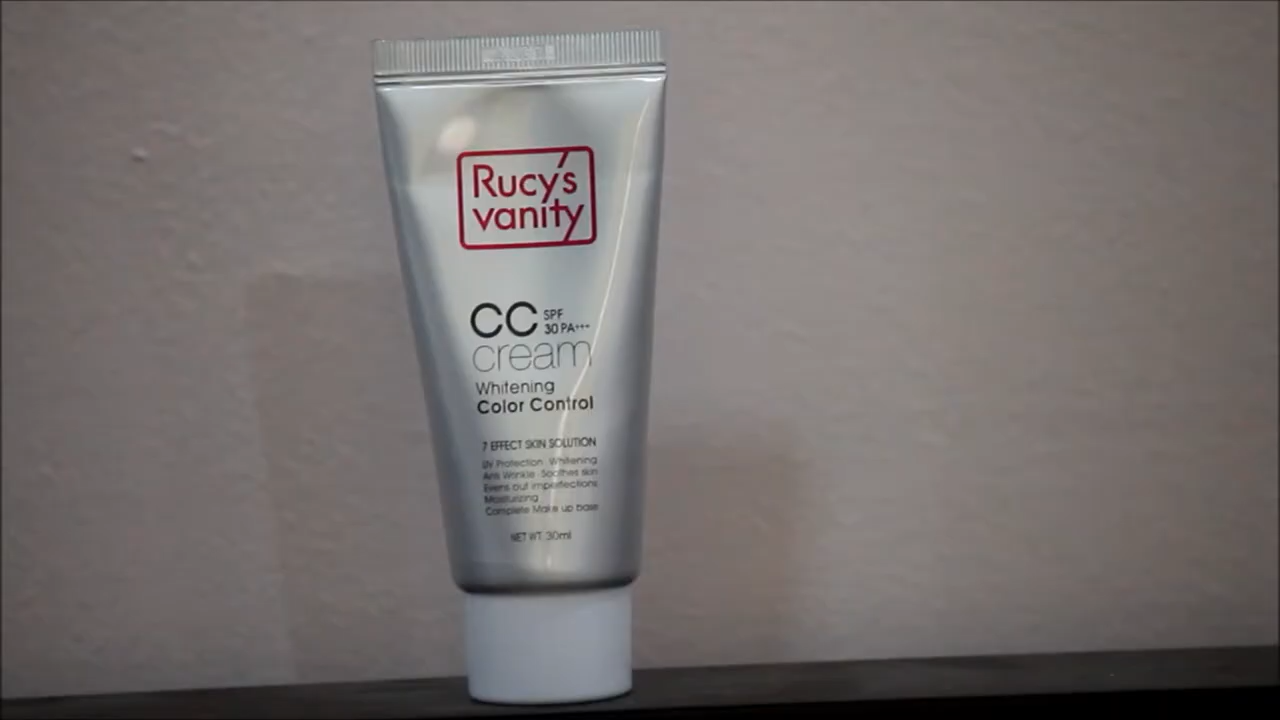 Rucy's
vanity
CC SPF
30 PA+++
cream
Whitening
Color Control
7 EFFECT SKIN SOLUTION
UV Protection · Whitening
Anti Wrinkle · Soothes skin
Evens out imperfections
Moisturizing
Complete Make up base
NET WT. 30ml